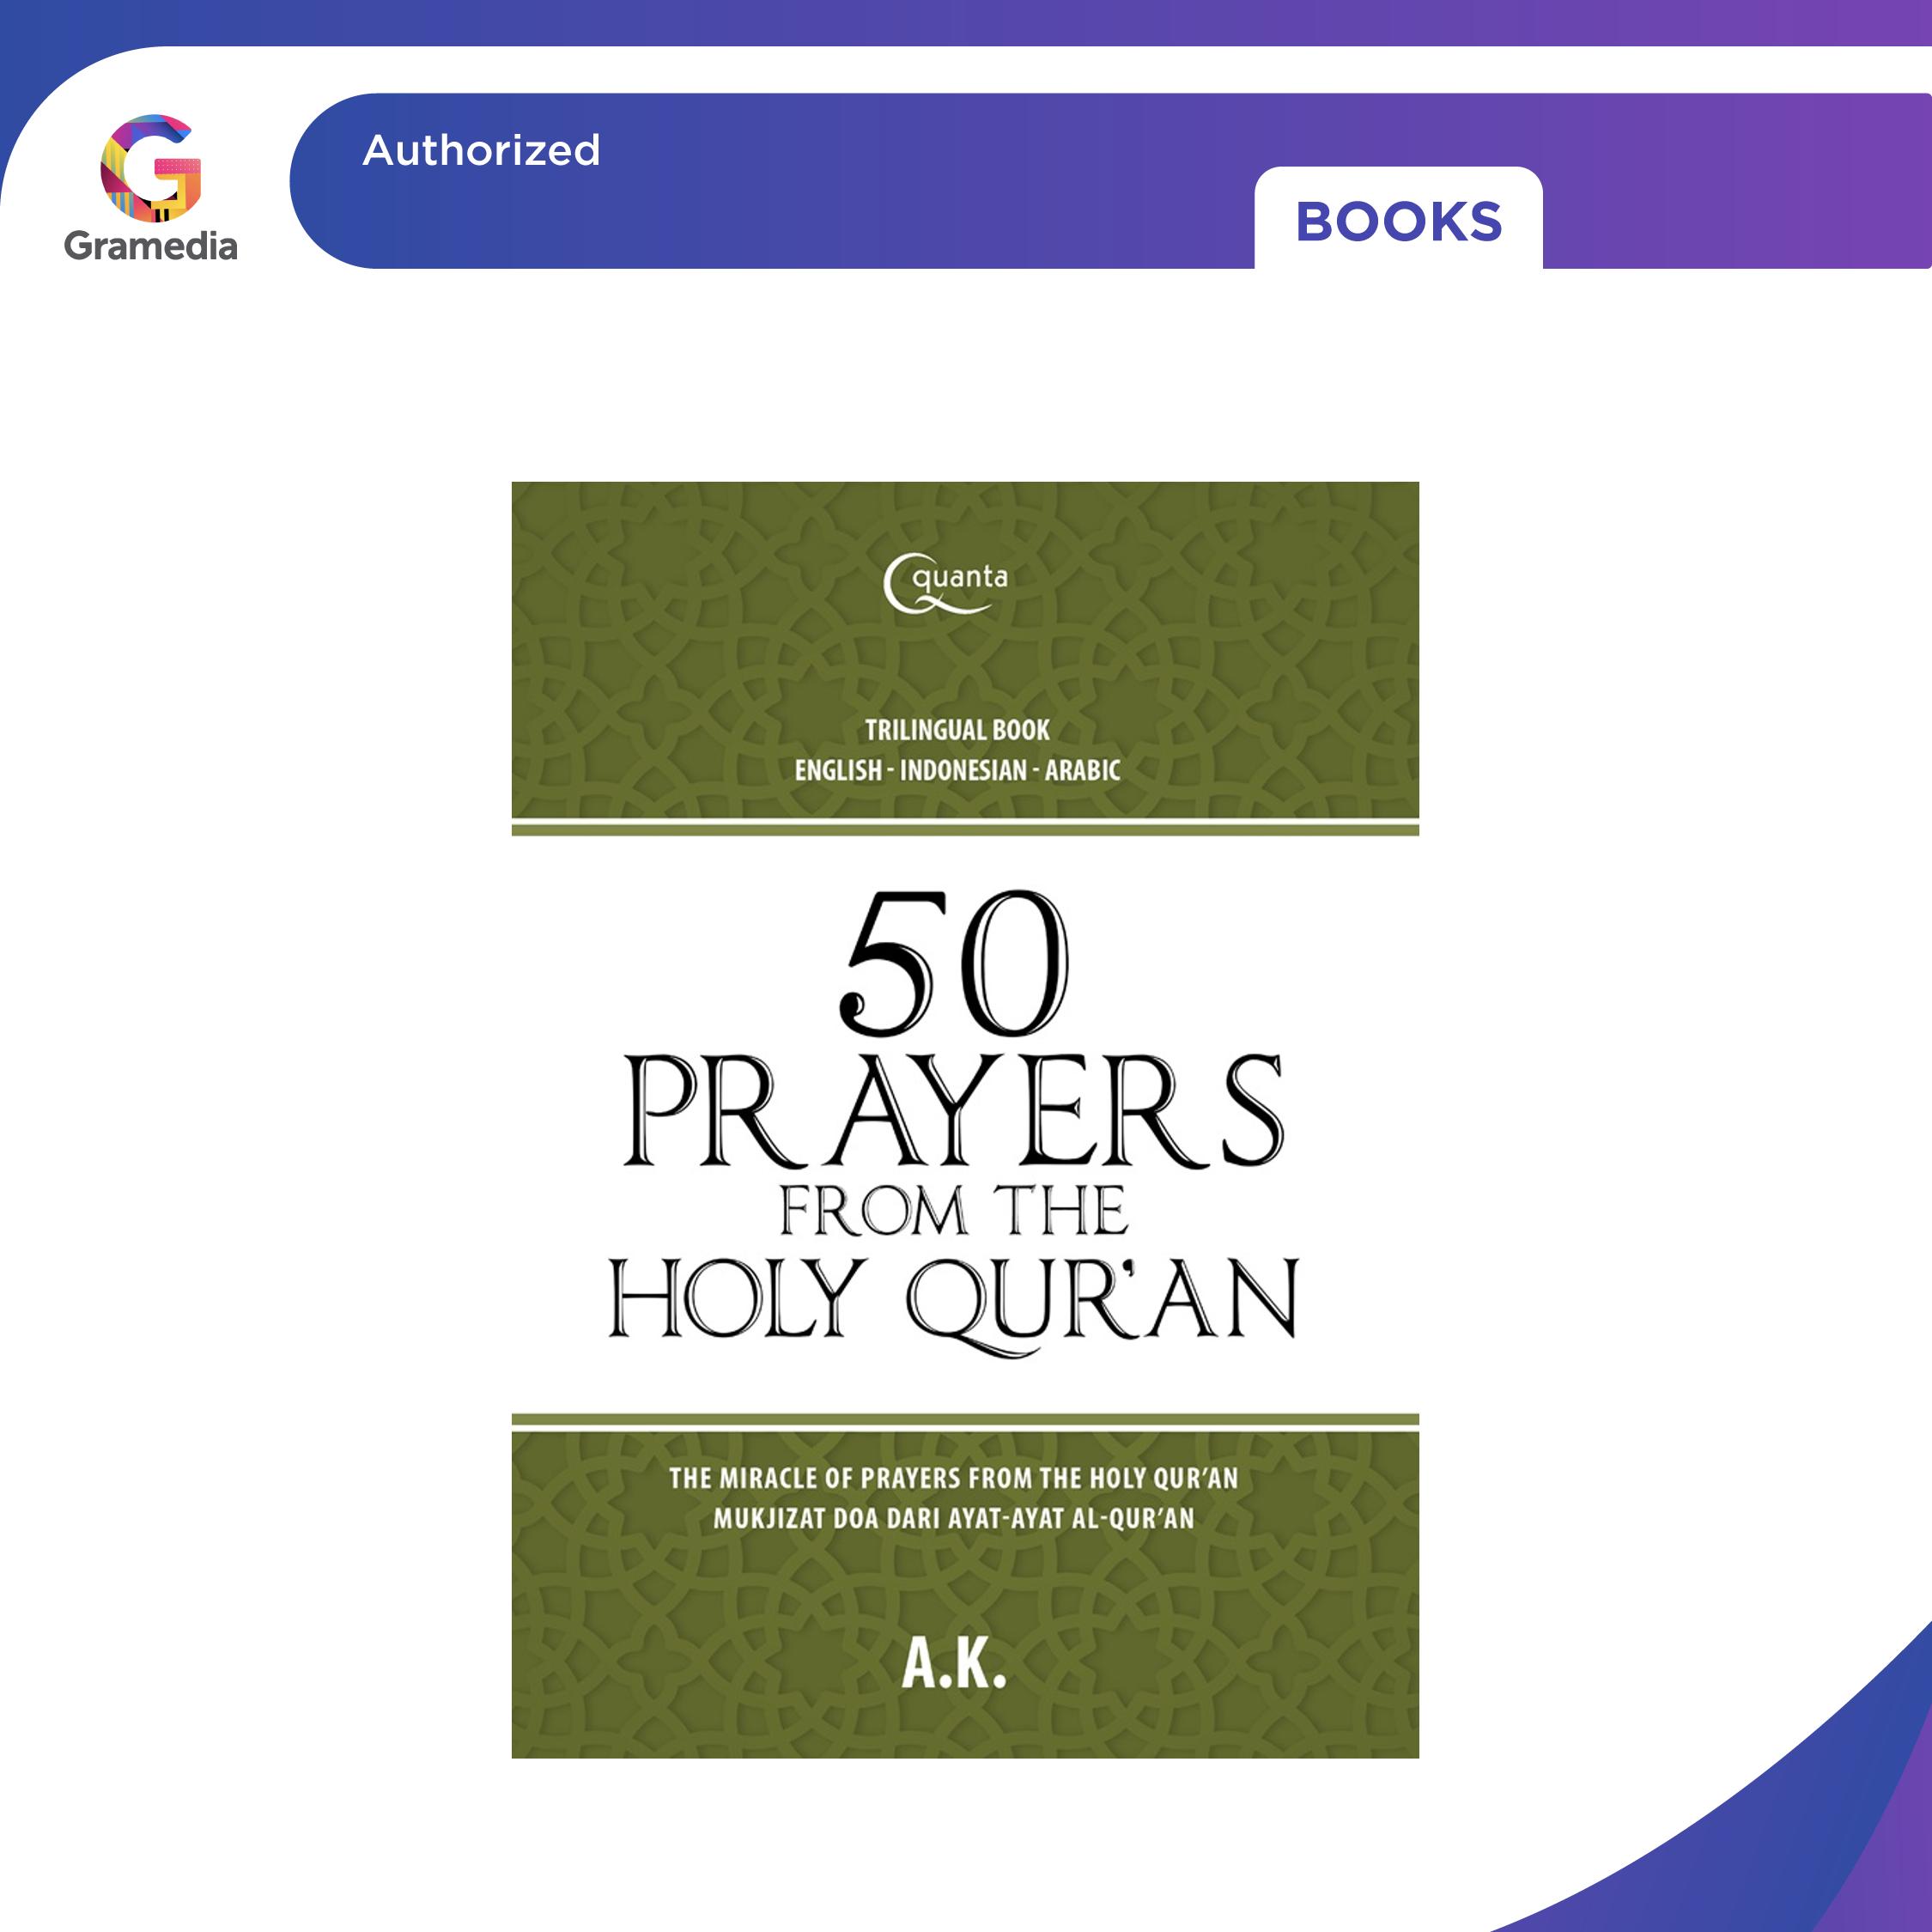 Gramedia
Authorized
BOOKS
quanta
TRILINGUAL BOOK
ENGLISH - INDONESIAN - ARABIC
50
PRAYERS
FROM THE
HOLY QUR'AN
THE MIRACLE OF PRAYERS FROM THE HOLY QUR'AN
MUKJIZAT DOA DARI AYAT-AYAT AL-QUR'AN
A.K.